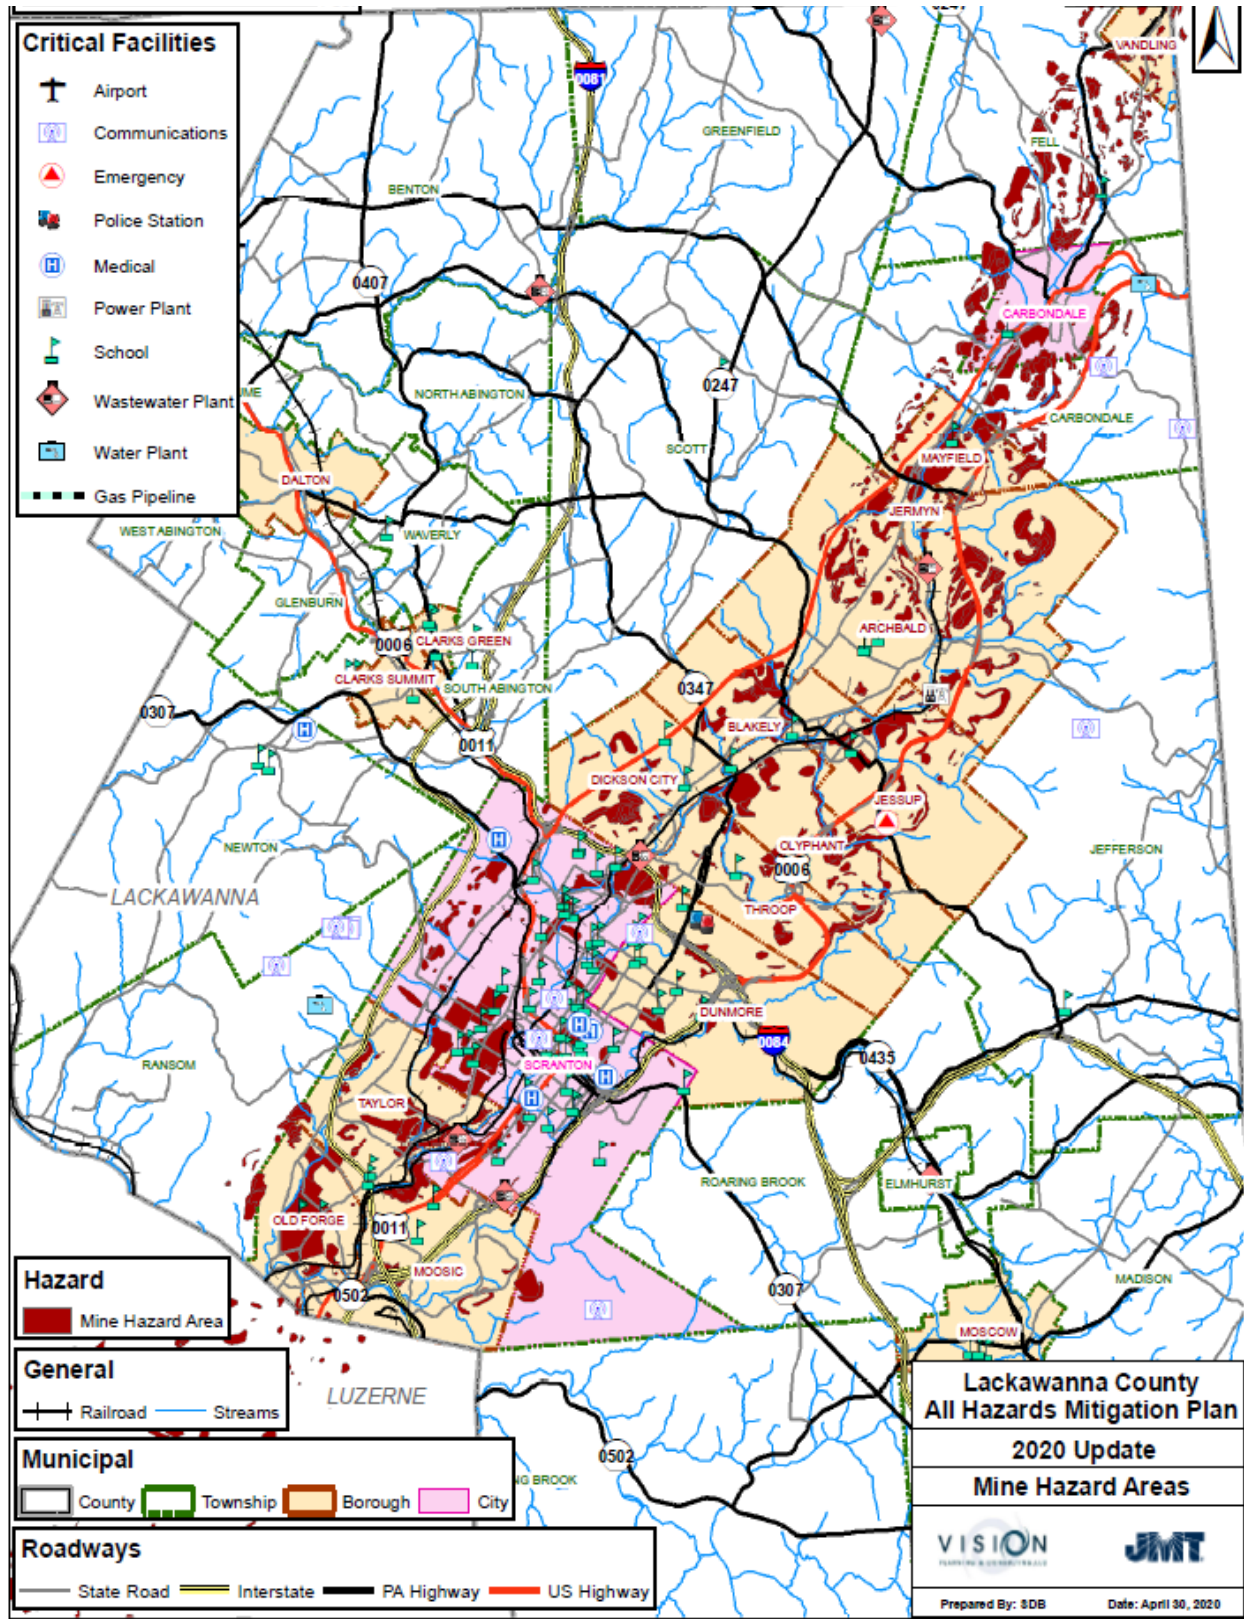 Critical Facilities
Airport
Communications
Emergency
Police Station
Medical
Power Plant
School
Wastewater Plant
Water Plant
Gas Pipeline
0247
0081
VANDLING
GREENFIELD
FELL
BENTON
0407
CARBONDALE
0247
NORTH ABINGTON
UME
CARBONDALE
SCOTT
MAYFIELD
DALTON
JERMYN
WEST ABINGTON
WAVERLY
GLENBURN
ARCHBALD
0006
CLARKS GREEN
CLARKS SUMMIT
SOUTH ABINGTON
0347
0307
BLAKELY
0011
DICKSON CITY
JESSUP
NEWTON
OLYPHANT
JEFFERSON
0006
LACKAWANNA
THROOP
DUNMORE
0084
0435
RANSOM
SCRANTON
TAYLOR
ROARING BROOK
ELMHURST
OLD FORGE
0011
MOOSIC
MADISON
0502
0307
MOSCOW
LUZERNE
0502
NG BROOK
Hazard
Mine Hazard Area
General
Railroad Streams
Municipal
County Township Borough City
Roadways
State Road Interstate PA Highway US Highway
Lackawanna County
All Hazards Mitigation Plan
2020 Update
Mine Hazard Areas
VISION
JMT
Prepared By: SDB Date: April 30, 2020